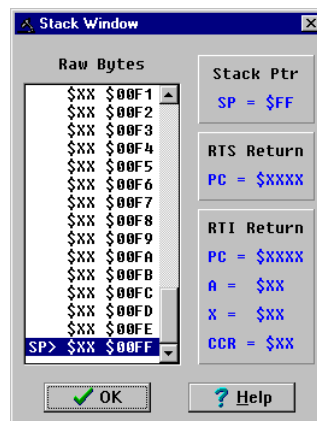 Stack Window
Raw Bytes
$XX $00F1
$XX $00F2
$XX $00F3
$XX $00F4
$XX $00F5
$XX $00F6
$XX $00F7
$XX $00F8
$XX $00F9
$XX $00FA
$XX $00FB
$XX $00FC
$XX $00FD
$XX $00FE
SP> $XX $00FF
Stack Ptr
SP = $FF
RTS Return
PC = $XXXX
RTI Return
PC = $XXXX
A = $XX
X = $XX
CCR = $XX
OK
? Help